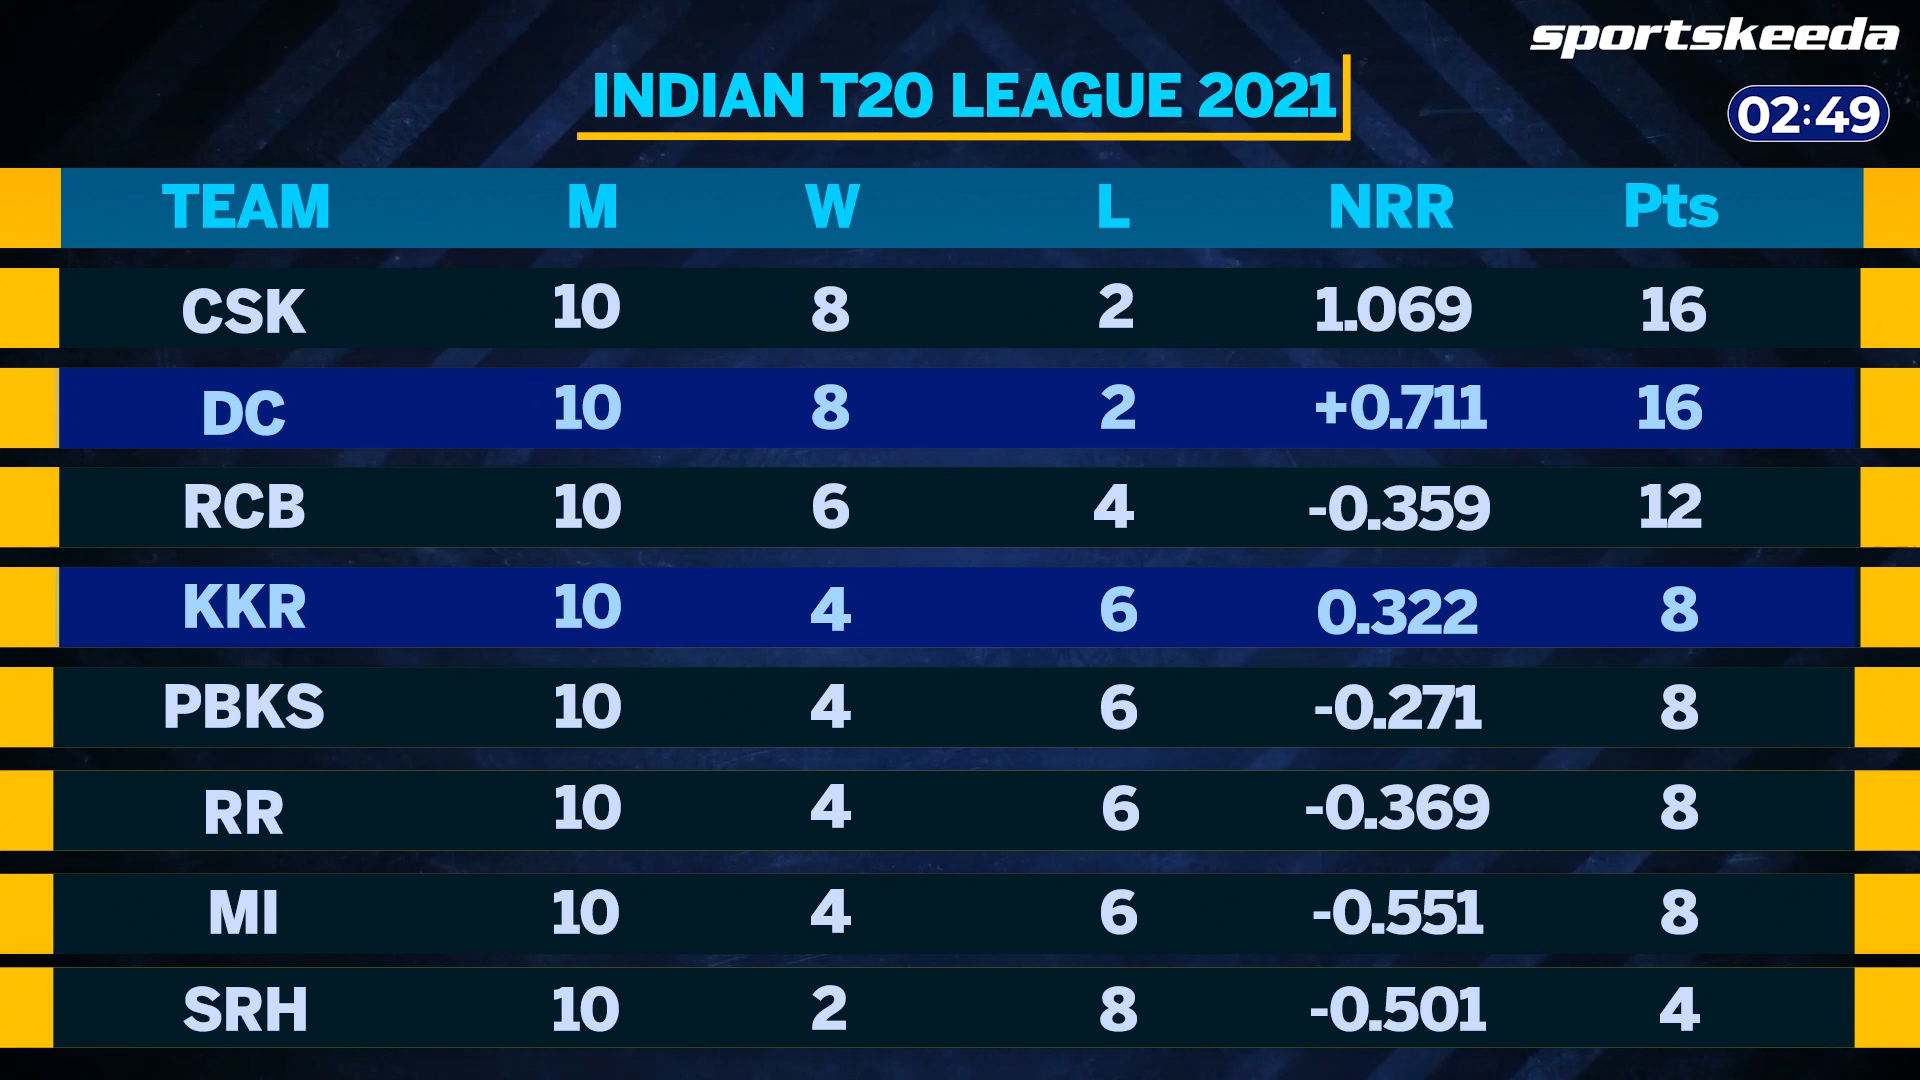 sportskeeda
INDIAN T20 LEAGUE 2021
02:49
TEAM M W L NRR Pts
CSK 10 8 2 1.069 16
DC 10 8 2 +0.711 16
RCB 10 6 4 -0.359 12
KKR 10 4 6 0.322 8
PBKS 10 4 6 -0.271 8
RR 10 4 6 -0.369 8
MI 10 4 6 -0.551 8
SRH 10 2 8 -0.501 4